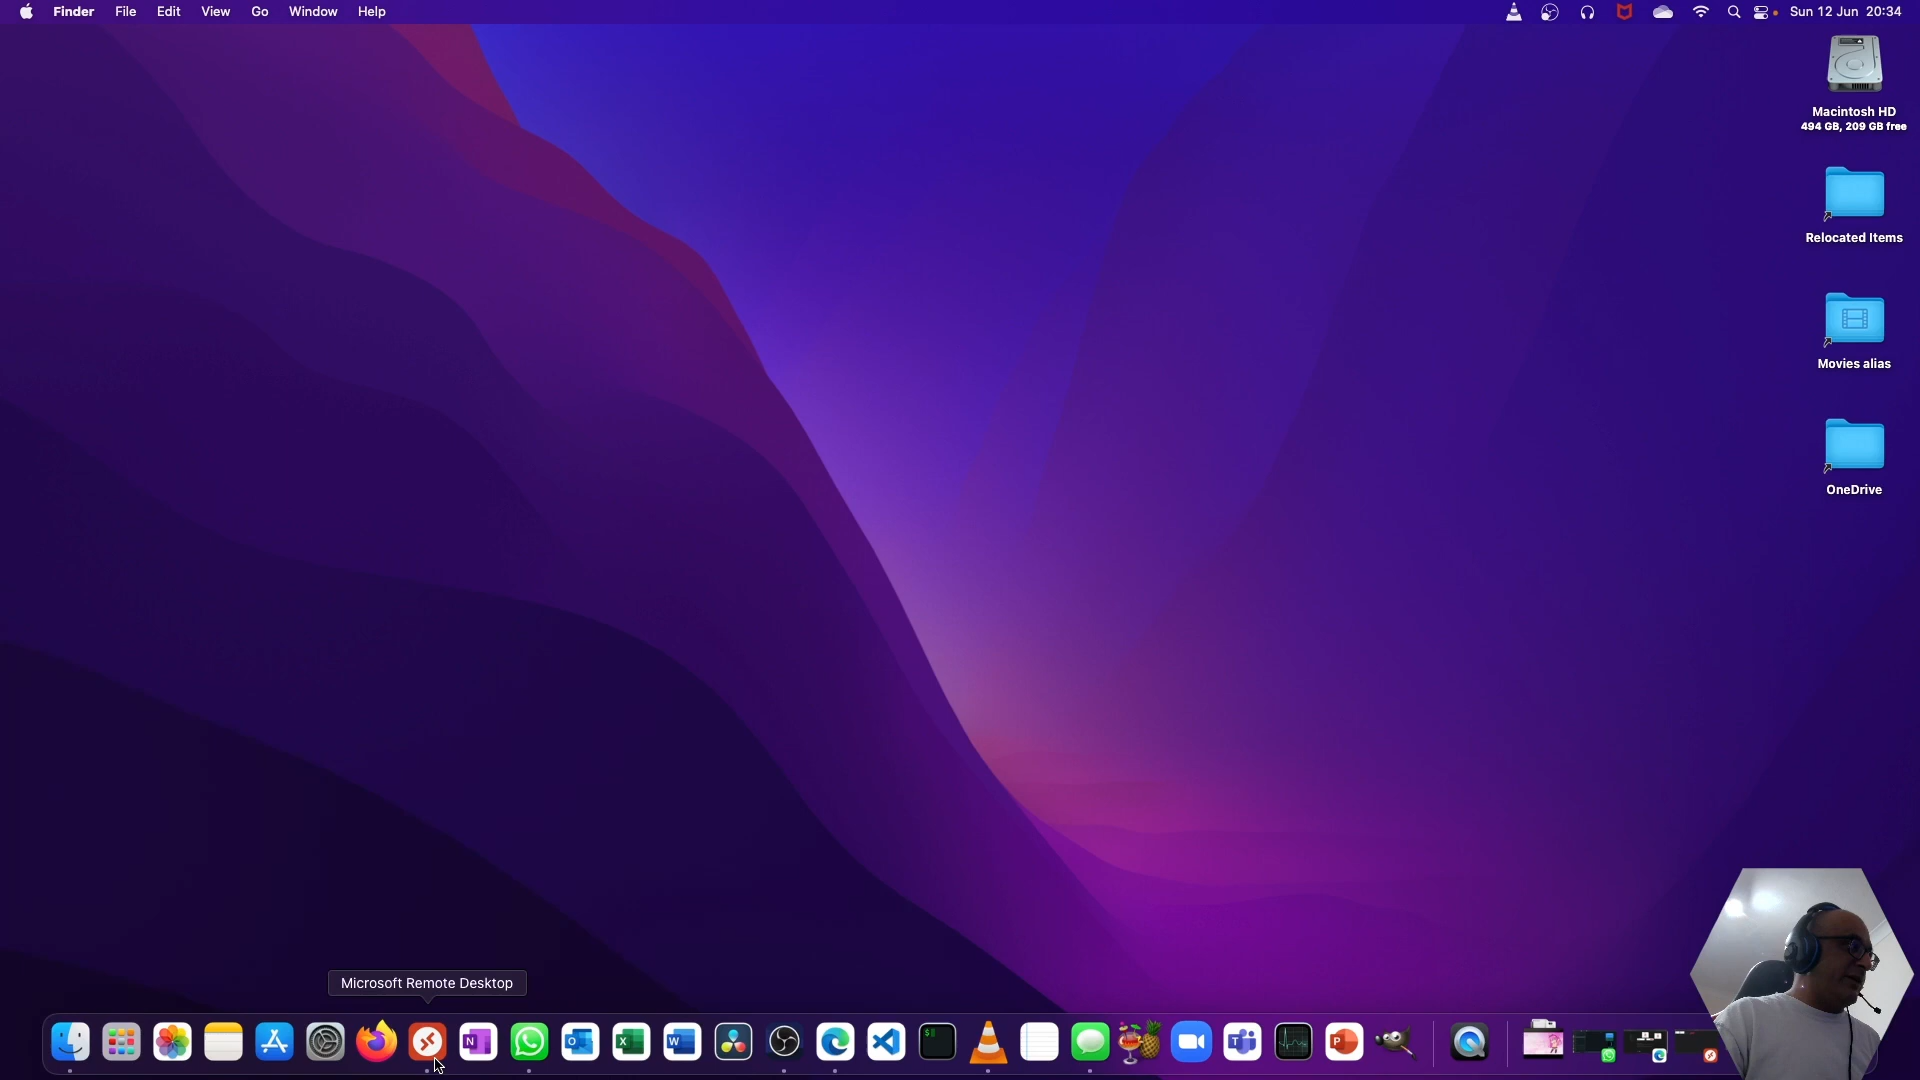 Finder File Edit View Go Window Help Sun 12 Jun 20:34
Macintosh HD
494 GB, 209 GB free
Relocated Items
Movies alias
OneDrive
Microsoft Remote Desktop